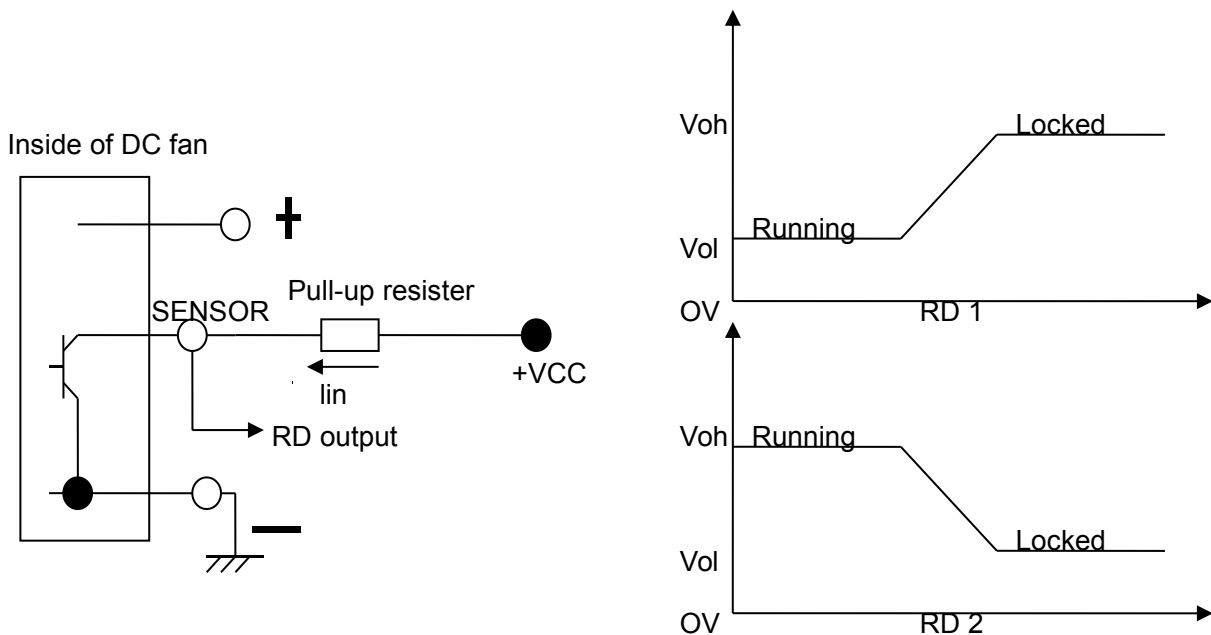 Inside of DC fan
+
SENSOR
Pull-up resister
+VCC
Iin
RD output
Voh
Locked
Running
Vol
OV
RD 1
Voh
Running
Locked
Vol
OV
RD 2